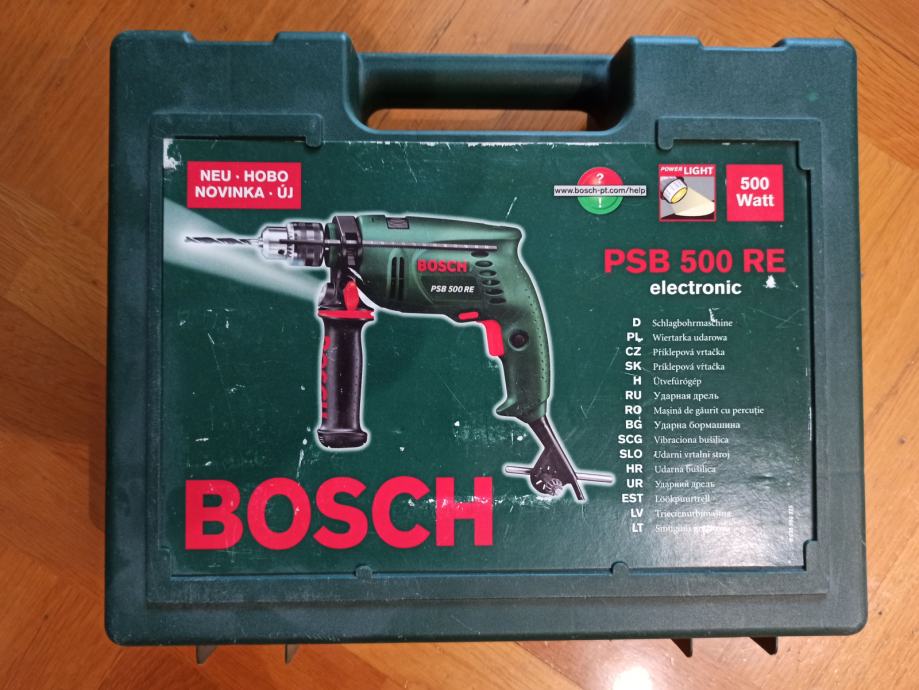 NEU · HOBO
NOVINKA · ÚJ
?
www.bosch-pt.com/help
!
POWER LIGHT
500
Watt
PSB 500 RE
electronic
BOSCH
PSB 500 RE
BOSCH
D Schlagbohrmaschine
PL Wiertarka udarowa
CZ Příklepová vrtačka
SK Príklepová vŕtačka
H Ütvefúrógép
RU Ударная дрель
RO Maşină de găurit cu percuţie
BG Ударна бормашина
SCG Vibraciona bušilica
SLO Udarni vrtalni stroj
HR Udarna bušilica
UR Ударний дрель
EST Löökpuurtrell
LV Triecienurbjmašīna
LT
BOSCH